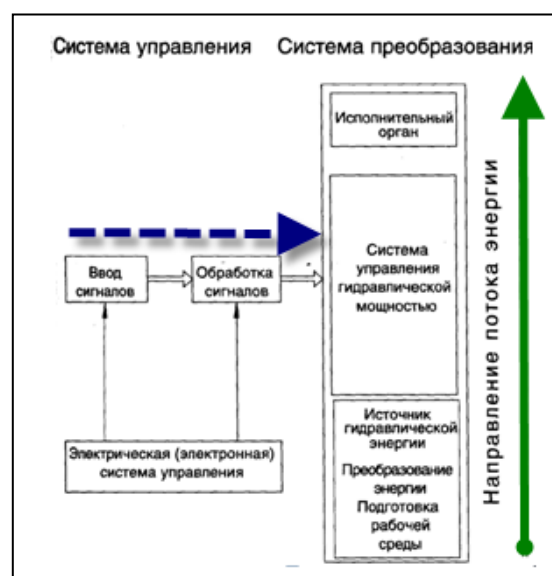 Система управления
Система преобразования
Исполнительный
орган
Ввод
сигналов
Обработка
сигналов
Система
управления
гидравлической
мощностью
Электрическая (электронная)
система управления
Источник
гидравлической
энергии
Преобразование
энергии
Подготовка
рабочей
среды
Направление потока энергии